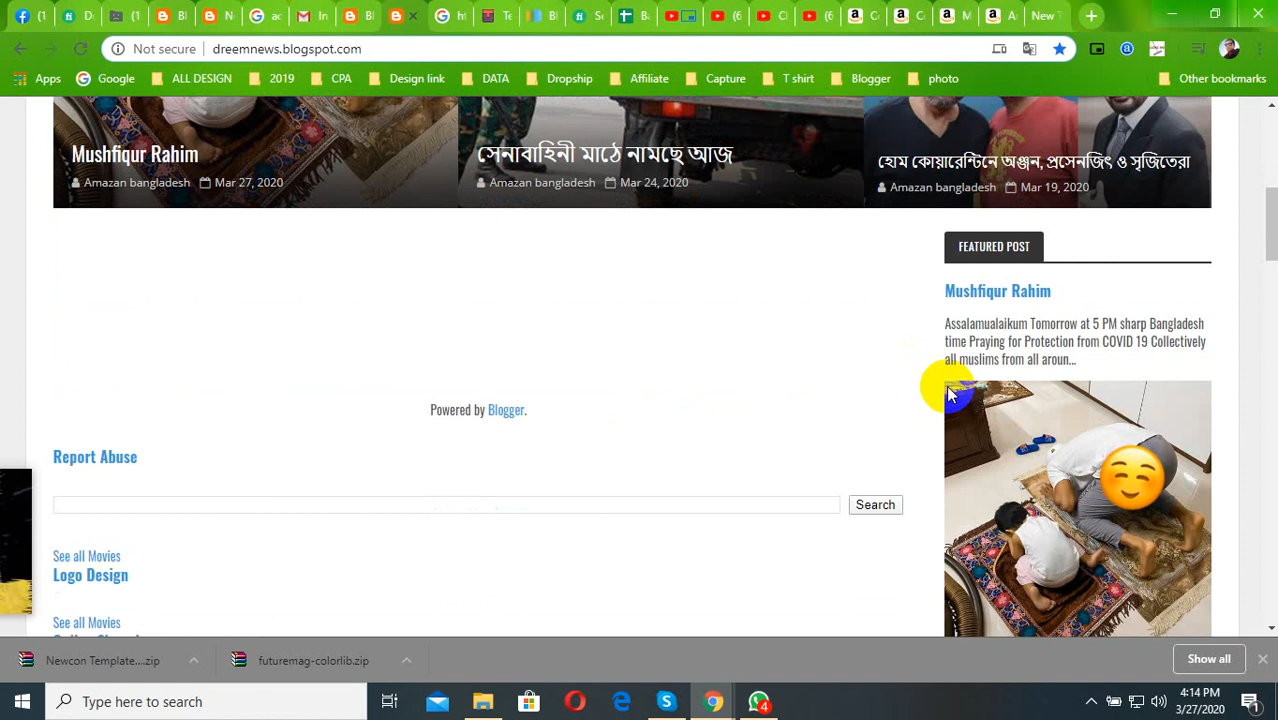 Not secure dreemnews.blogspot.com
Apps Google ALL DESIGN 2019 CPA Design link DATA Dropship Affiliate Capture T shirt Blogger photo Other bookmarks
Mushfiqur Rahim
Amazan bangladesh Mar 27, 2020
সেনাবাহিনী মাঠে নামছে আজ
Amazan bangladesh Mar 24, 2020
হোম কোয়ারেন্টিনে অঞ্জন, প্রসেনজিৎ ও সৃজিতেরা
Amazan bangladesh Mar 19, 2020
Powered by Blogger.
Report Abuse
Search
See all Movies
Logo Design
See all Movies
FEATURED POST
Mushfiqur Rahim
Assalamualaikum Tomorrow at 5 PM sharp Bangladesh
time Praying for Protection from COVID 19 Collectively
all muslims from all aroun...
Newcon Template....zip futuremag-colorlib.zip Show all
Type here to search
4
4:14 PM
3/27/2020
1